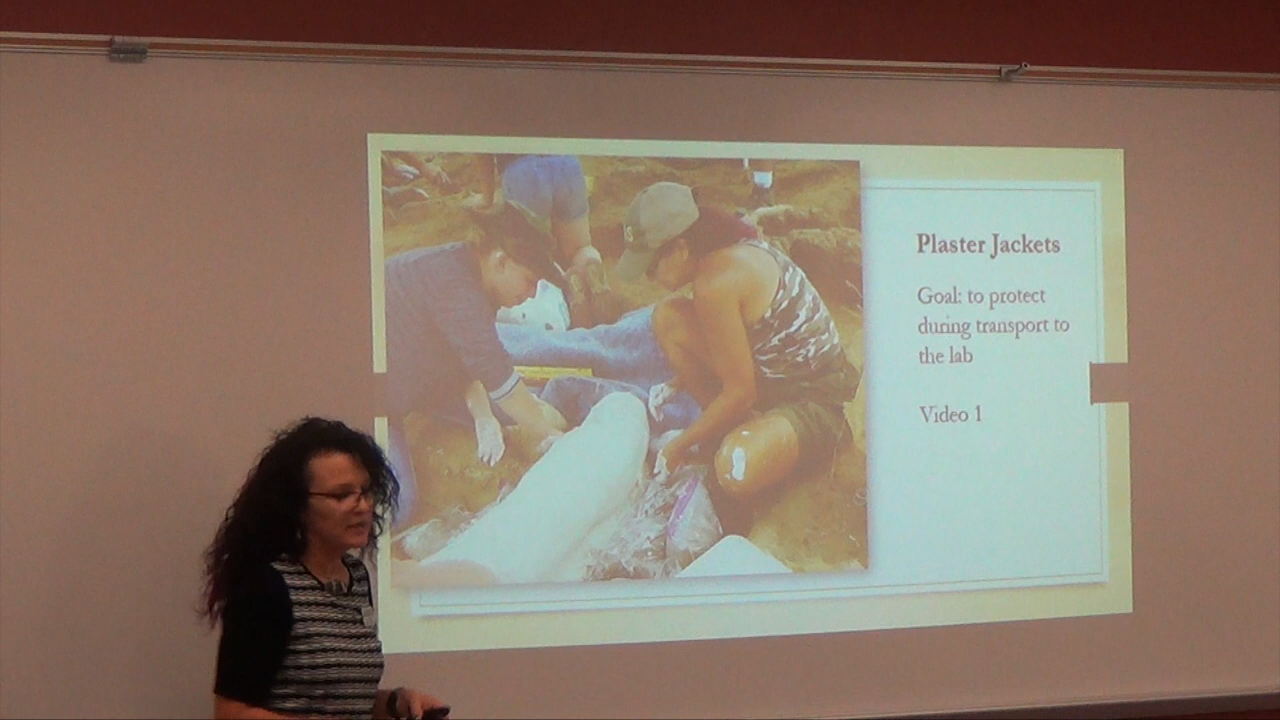 Plaster Jackets
Goal: to protect
during transport to
the lab
Video 1